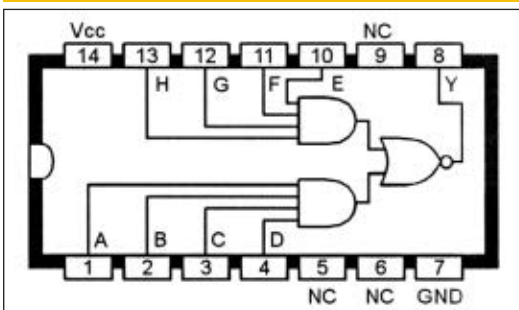 Vcc NC
14 13 12 11 10 9 8
H G F E Y
A B C D
1 2 3 4 5 6 7
NC NC GND